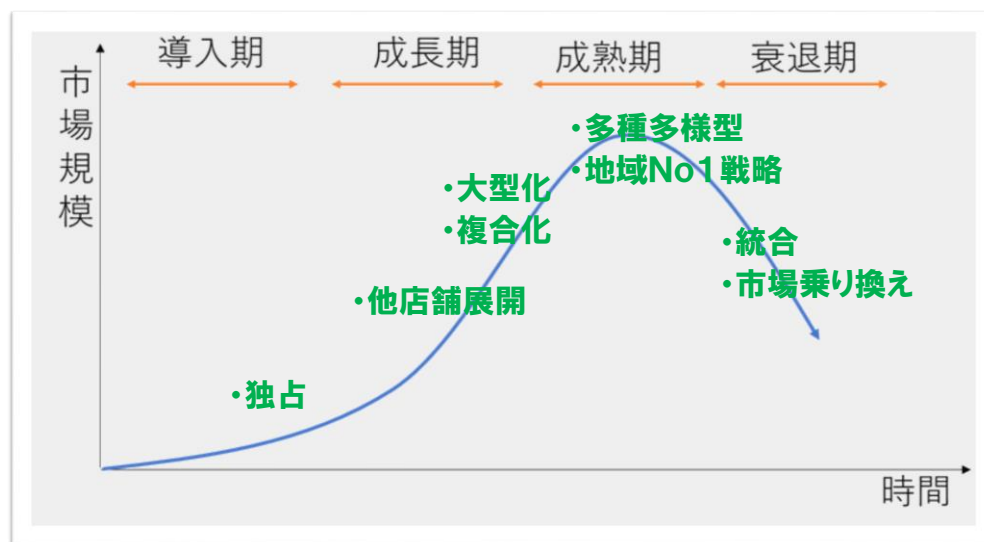 導入期
成長期
成熟期
衰退期
市場規模
・多種多様型
・地域No1戦略
・大型化
・複合化
・統合
・市場乗り換え
・他店舗展開
・独占
時間